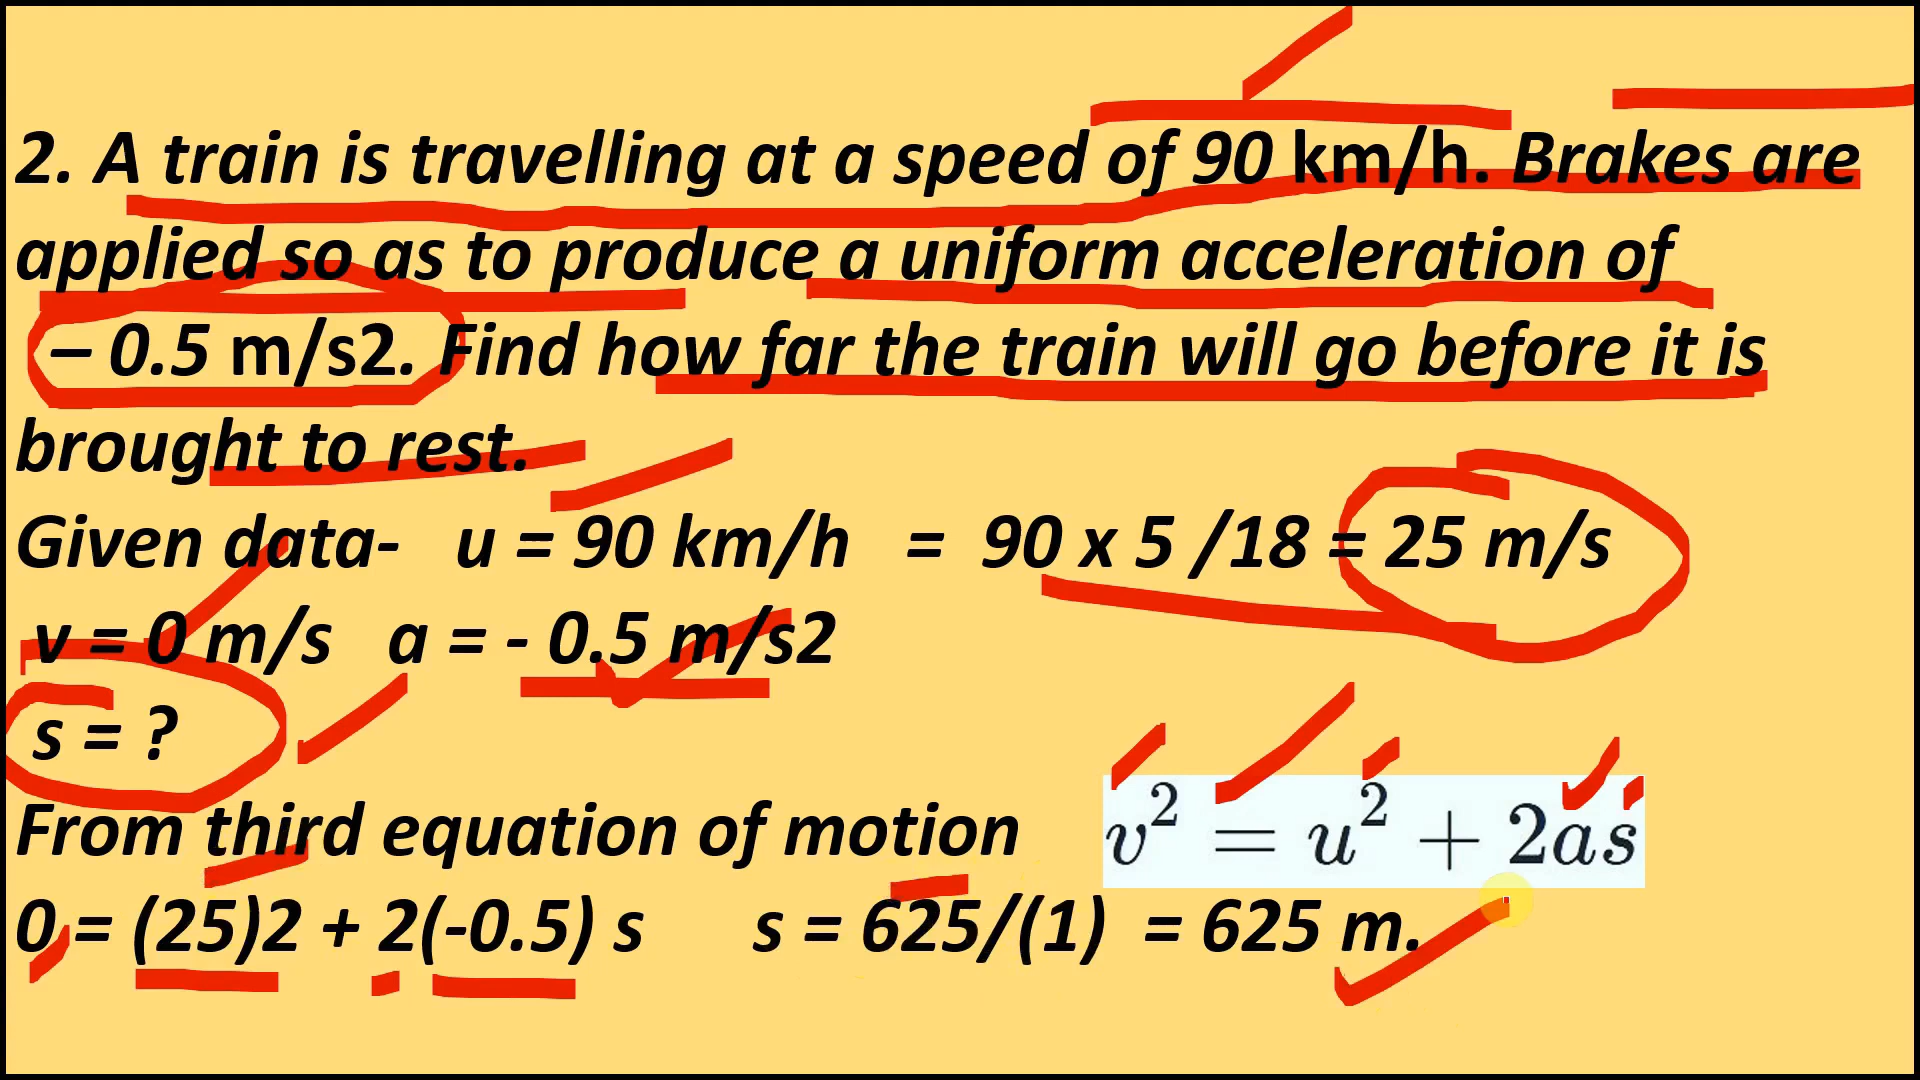 2. A train is travelling at a speed of 90 km/h. Brakes are
applied so as to produce a uniform acceleration of
– 0.5 m/s2. Find how far the train will go before it is
brought to rest.
Given data- u = 90 km/h = 90 x 5 /18 = 25 m/s
v = 0 m/s a = - 0.5 m/s2
s = ?
From third equation of motion v² = u² + 2as
0 = (25)2 + 2(-0.5) s s = 625/(1) = 625 m.